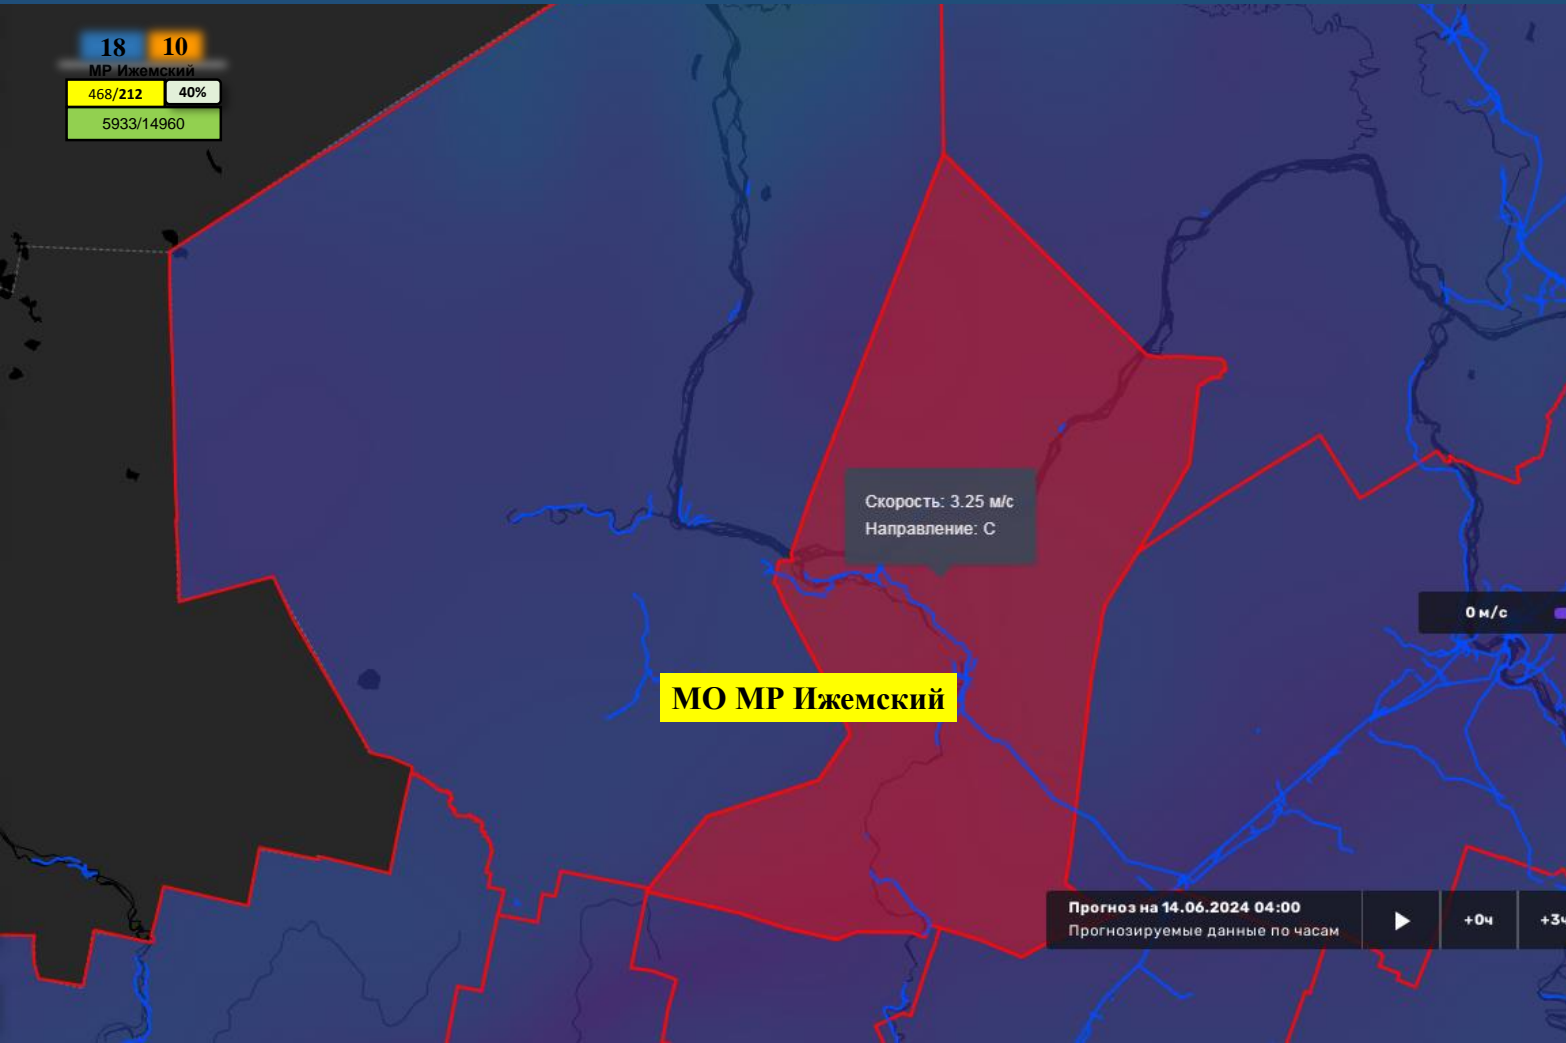 18 10
МР Ижемский
468/212 40%
5933/14960
Скорость: 3.25 м/с
Направление: С
0 м/с
МО МР Ижемский
Прогноз на 14.06.2024 04:00
Прогнозируемые данные по часам
+0ч
+3ч